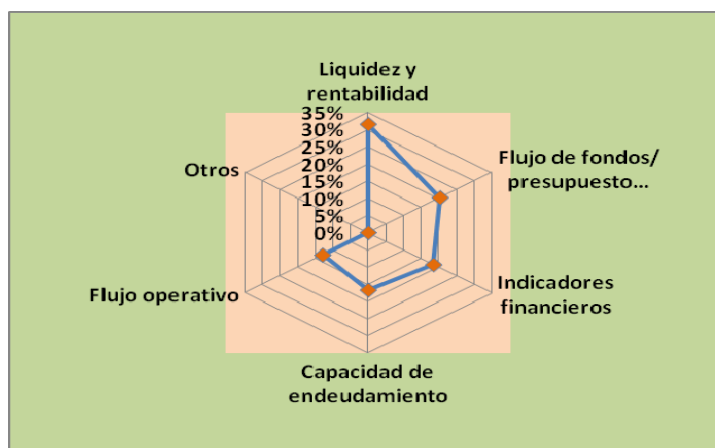 Liquidez y
rentabilidad
35%
30%
25%
20%
15%
10%
5%
0%
Flujo de fondos/
presupuesto...
Indicadores
financieros
Capacidad de
endeudamiento
Flujo operativo
Otros